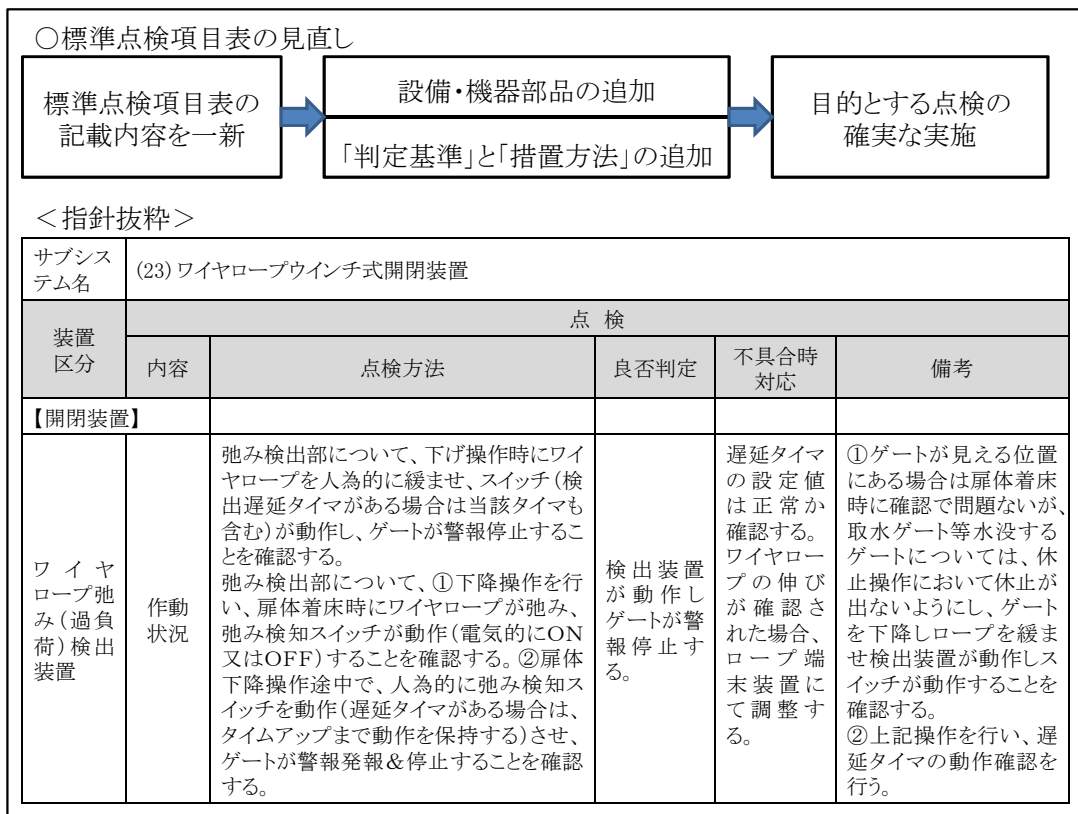 ○標準点検項目表の見直し
標準点検項目表の
記載内容を一新
設備・機器部品の追加
「判定基準」と「措置方法」の追加
目的とする点検の
確実な実施
<指針抜粋>
サブシス
テム名
(23)ワイヤロープウインチ式開閉装置
装置
区分
点 検
内容
点検方法
良否判定
不具合時
対応
備考
【開閉装置】
ワイヤ
ロープ弛
み(過負
荷)検出
装置
作動
状況
弛み検出部について、下げ操作時にワイ
ヤロープを人為的に緩ませ、スイッチ(検
出遅延タイマがある場合は当該タイマも
含む)が動作し、ゲートが警報停止するこ
とを確認する。
弛み検出部について、①下降操作を行
い、扉体着床時にワイヤロープが弛み、
弛み検知スイッチが動作(電気的にON
又はOFF)することを確認する。②扉体
下降操作途中で、人為的に弛み検知ス
イッチを動作(遅延タイマがある場合は、
タイムアップまで動作を保持する)させ、
ゲートが警報発報&停止することを確認
する。
検出装置
が動作し
ゲートが警
報停止す
る。
遅延タイマ
の設定値
は正常か
確認する。
ワイヤロー
プの伸び
が確認さ
れた場合、
ロープ端
末装置に
て調整す
る。
①ゲートが見える位置
にある場合は扉体着床
時に確認で問題ないが、
取水ゲート等水没する
ゲートについては、休
止操作において休止が
出ないようにし、ゲート
を下降しロープを緩ま
せ検出装置が動作しス
イッチが動作することを
確認する。
②上記操作を行い、遅
延タイマの動作確認を
行う。